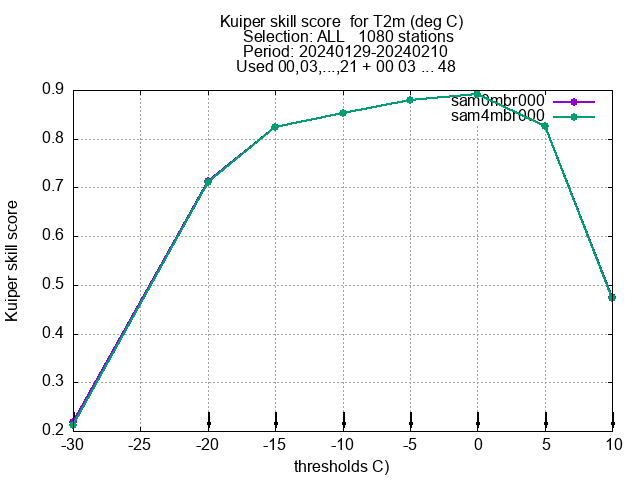 Kuiper skill score  for T2m (deg C)
Selection: ALL   1080 stations
Period: 20240129-20240210
Used 00,03,...,21 + 00 03 ... 48
sam0mbr000
sam4mbr000
0.9
0.8
0.7
0.6
0.5
0.4
0.3
0.2
Kuiper skill score
-30 -25 -20 -15 -10 -5 0 5 10
thresholds C)